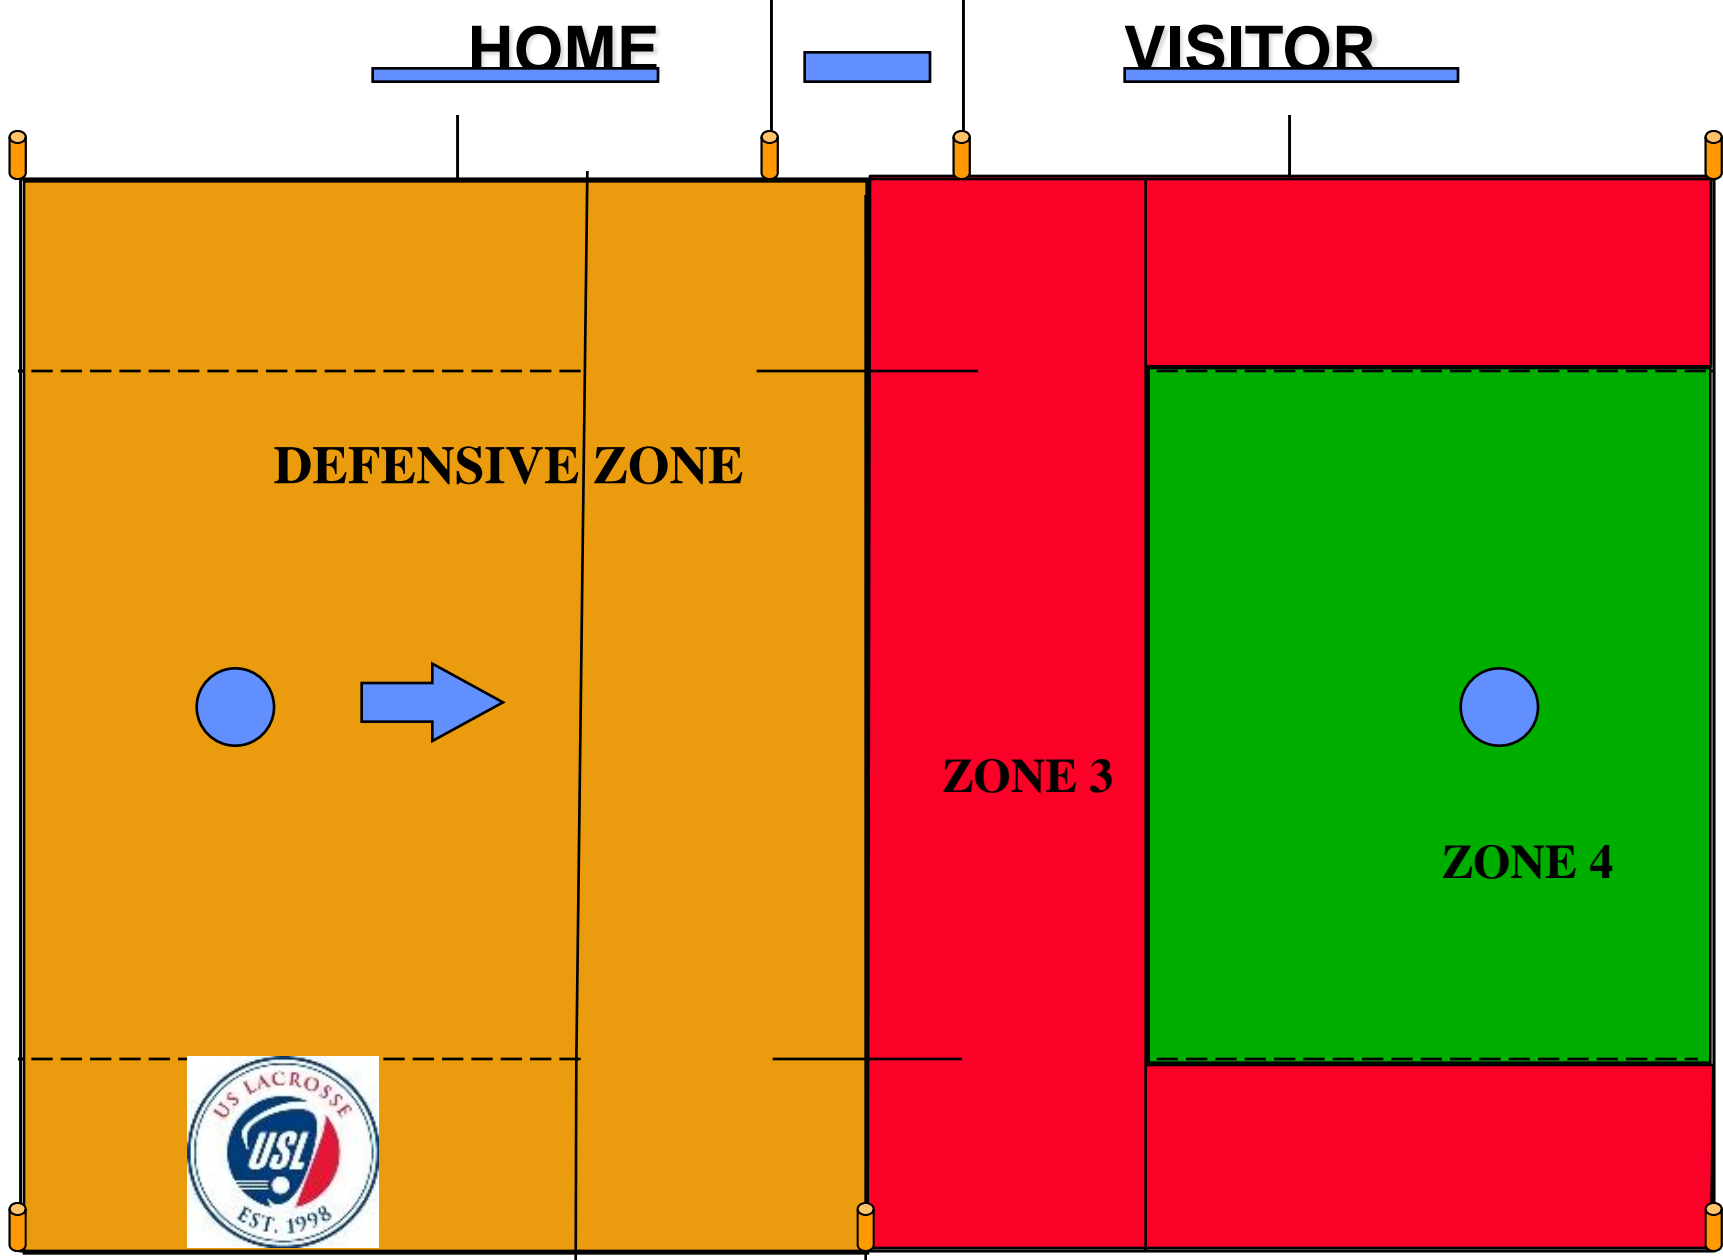 HOME
VISITOR
DEFENSIVE ZONE
ZONE 3
ZONE 4
US LACROSSE
USL
EST. 1998